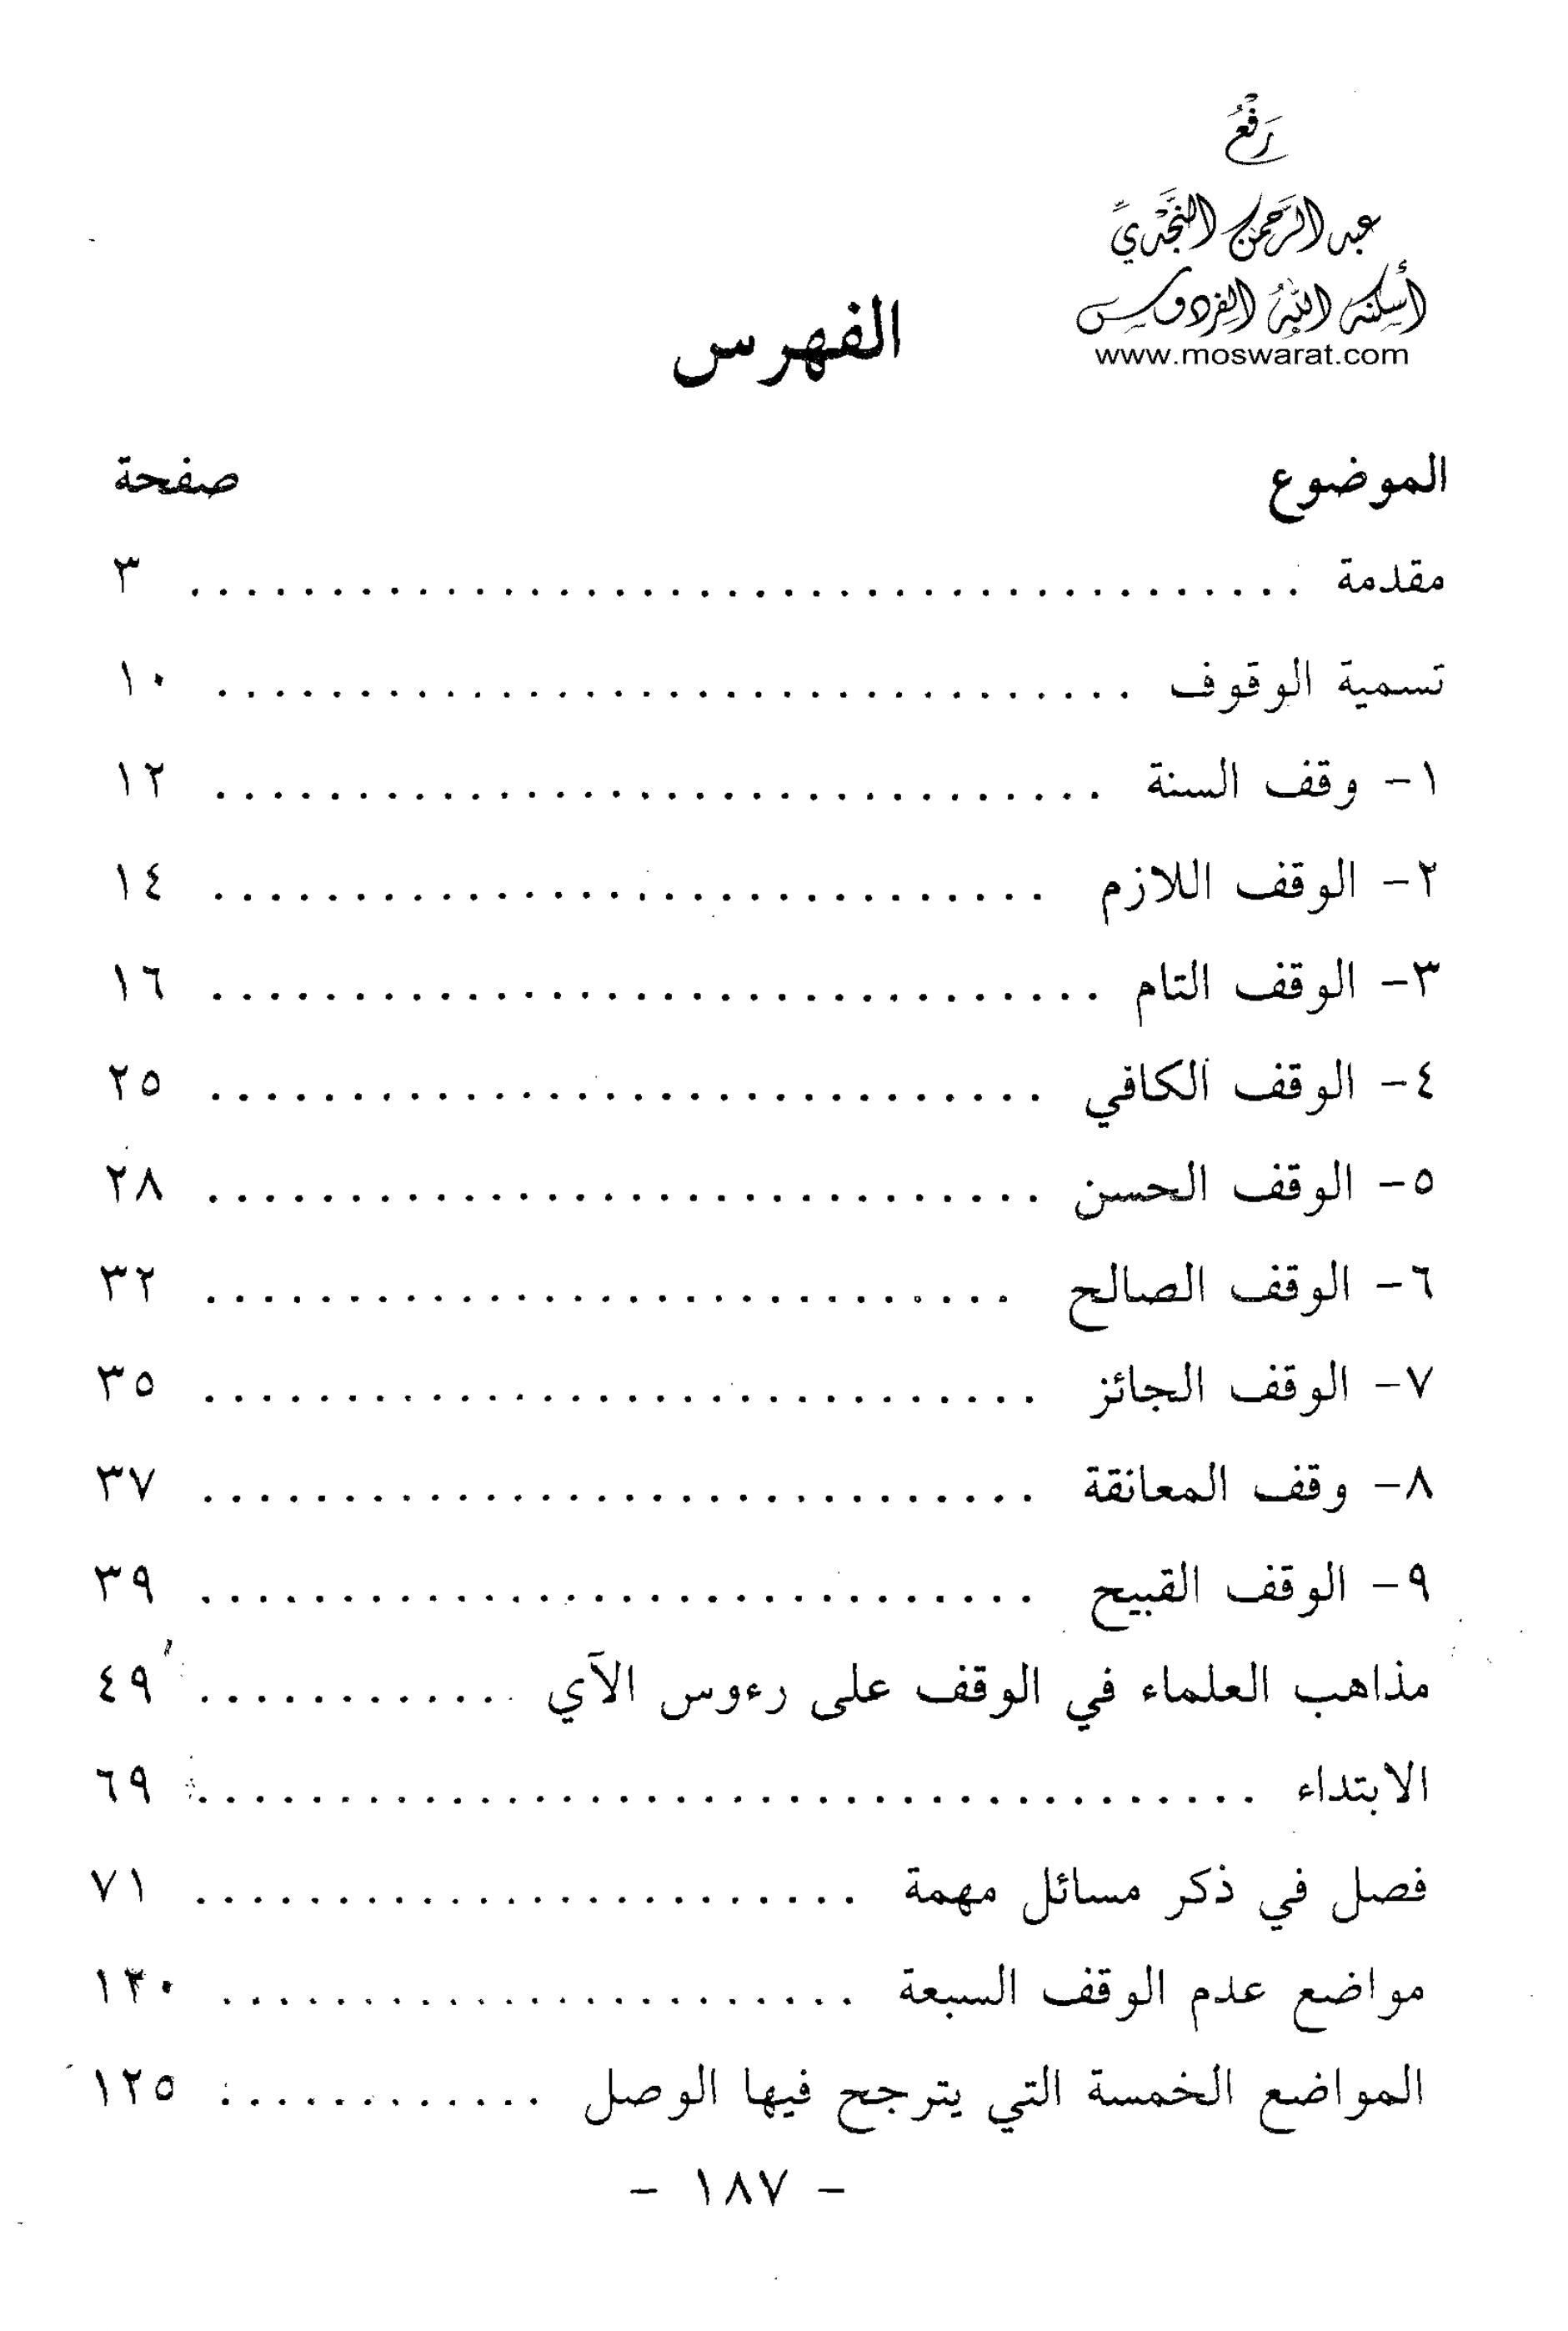 رَفْعُ
عبد الرَّحمن النَّجْدِيّ
أسكنه اللهُ الفردوس
www.moswarat.com
الفهرس
الموضوع صفحة
مقدمة ........................................ ٣
تسمية الوقوف ................................. ١٠
١- وقف السنة ................................ ١٢
٢- الوقف اللازم .............................. ١٤
٣- الوقف التام ................................ ١٦
٤- الوقف الكافي .............................. ٢٥
٥- الوقف الحسن .............................. ٢٨
٦- الوقف الصالح ............................. ٣٢
٧- الوقف الجائز .............................. ٣٥
٨- وقف المعانقة .............................. ٣٧
٩- الوقف القبيح .............................. ٣٩
مذاهب العلماء في الوقف على رءوس الآي ............ ٤٩
الابتداء ...................................... ٦٩
فصل في ذكر مسائل مهمة ........................ ٧١
مواضع عدم الوقف السبعة ....................... ١٢٠
المواضع الخمسة التي يترجح فيها الوصل ............ ١٢٥
- ١٨٧ -